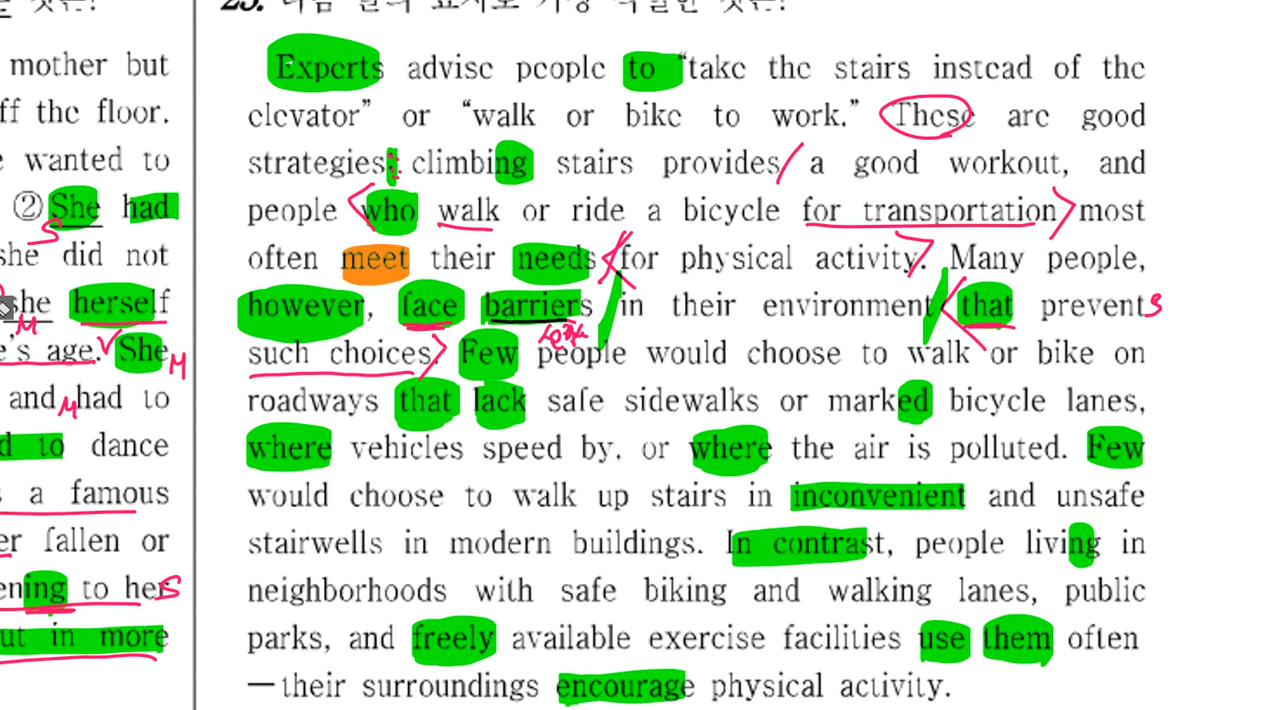 mother but
ff the floor.
e wanted to
② She had
she did not
she herself
e's age. She
and had to
d to dance
s a famous
er fallen or
ening to her
ut in more
Experts advise people to “take the stairs instead of the
elevator” or “walk or bike to work.” These are good
strategies: climbing stairs provides a good workout, and
people who walk or ride a bicycle for transportation most
often meet their needs for physical activity. Many people,
however, face barriers in their environment that prevent
such choices. Few people would choose to walk or bike on
roadways that lack safe sidewalks or marked bicycle lanes,
where vehicles speed by, or where the air is polluted. Few
would choose to walk up stairs in inconvenient and unsafe
stairwells in modern buildings. In contrast, people living in
neighborhoods with safe biking and walking lanes, public
parks, and freely available exercise facilities use them often
—their surroundings encourage physical activity.